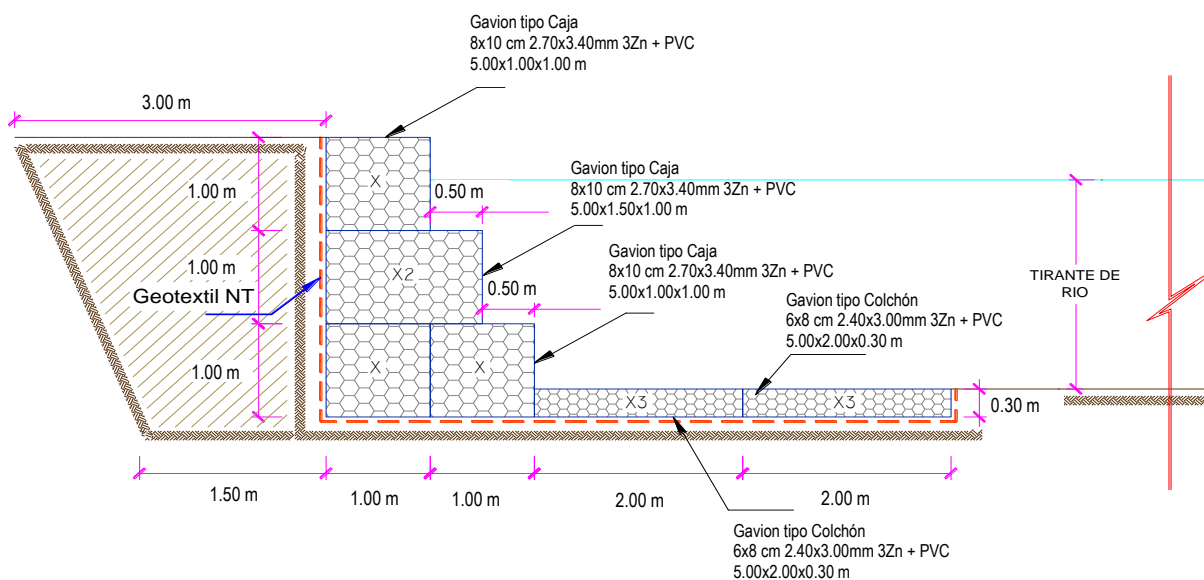 Gavion tipo Caja
8x10 cm 2.70x3.40mm 3Zn + PVC
5.00x1.00x1.00 m
3.00 m
1.00 m
X
0.50 m
Gavion tipo Caja
8x10 cm 2.70x3.40mm 3Zn + PVC
5.00x1.50x1.00 m
1.00 m
X2
Geotextil NT
0.50 m
Gavion tipo Caja
8x10 cm 2.70x3.40mm 3Zn + PVC
5.00x1.00x1.00 m
TIRANTE DE
RIO
Gavion tipo Colchón
6x8 cm 2.40x3.00mm 3Zn + PVC
5.00x2.00x0.30 m
1.00 m
X
X
X3
X3
0.30 m
1.50 m
1.00 m
1.00 m
2.00 m
2.00 m
Gavion tipo Colchón
6x8 cm 2.40x3.00mm 3Zn + PVC
5.00x2.00x0.30 m